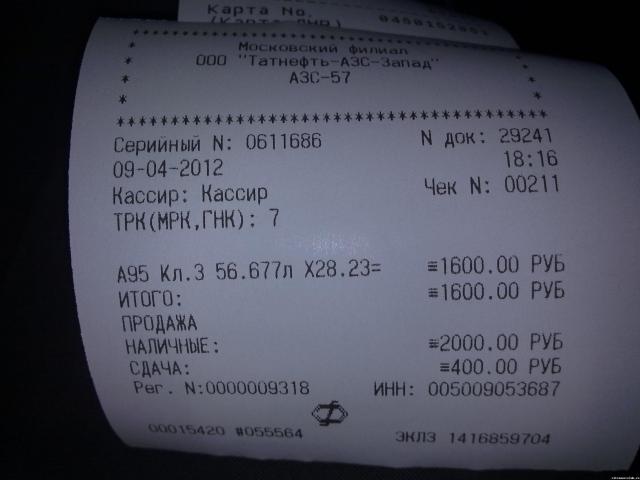 Карта No.
* Московский филиал *
* ООО "Татнефть-АЗС-Запад" *
* АЗС-57 *
Серийный N: 0611686 N док: 29241
09-04-2012 18:16
Кассир: Кассир Чек N: 00211
ТРК(МРК,ГНК): 7
А95 Кл.3 56.677л X28.23= ≡1600.00 РУБ
ИТОГО: ≡1600.00 РУБ
ПРОДАЖА
НАЛИЧНЫЕ: ≡2000.00 РУБ
СДАЧА: ≡400.00 РУБ
Рег. N:0000009318 ИНН: 005009053687
00015420 #055564 ЭКЛЗ 1416859704